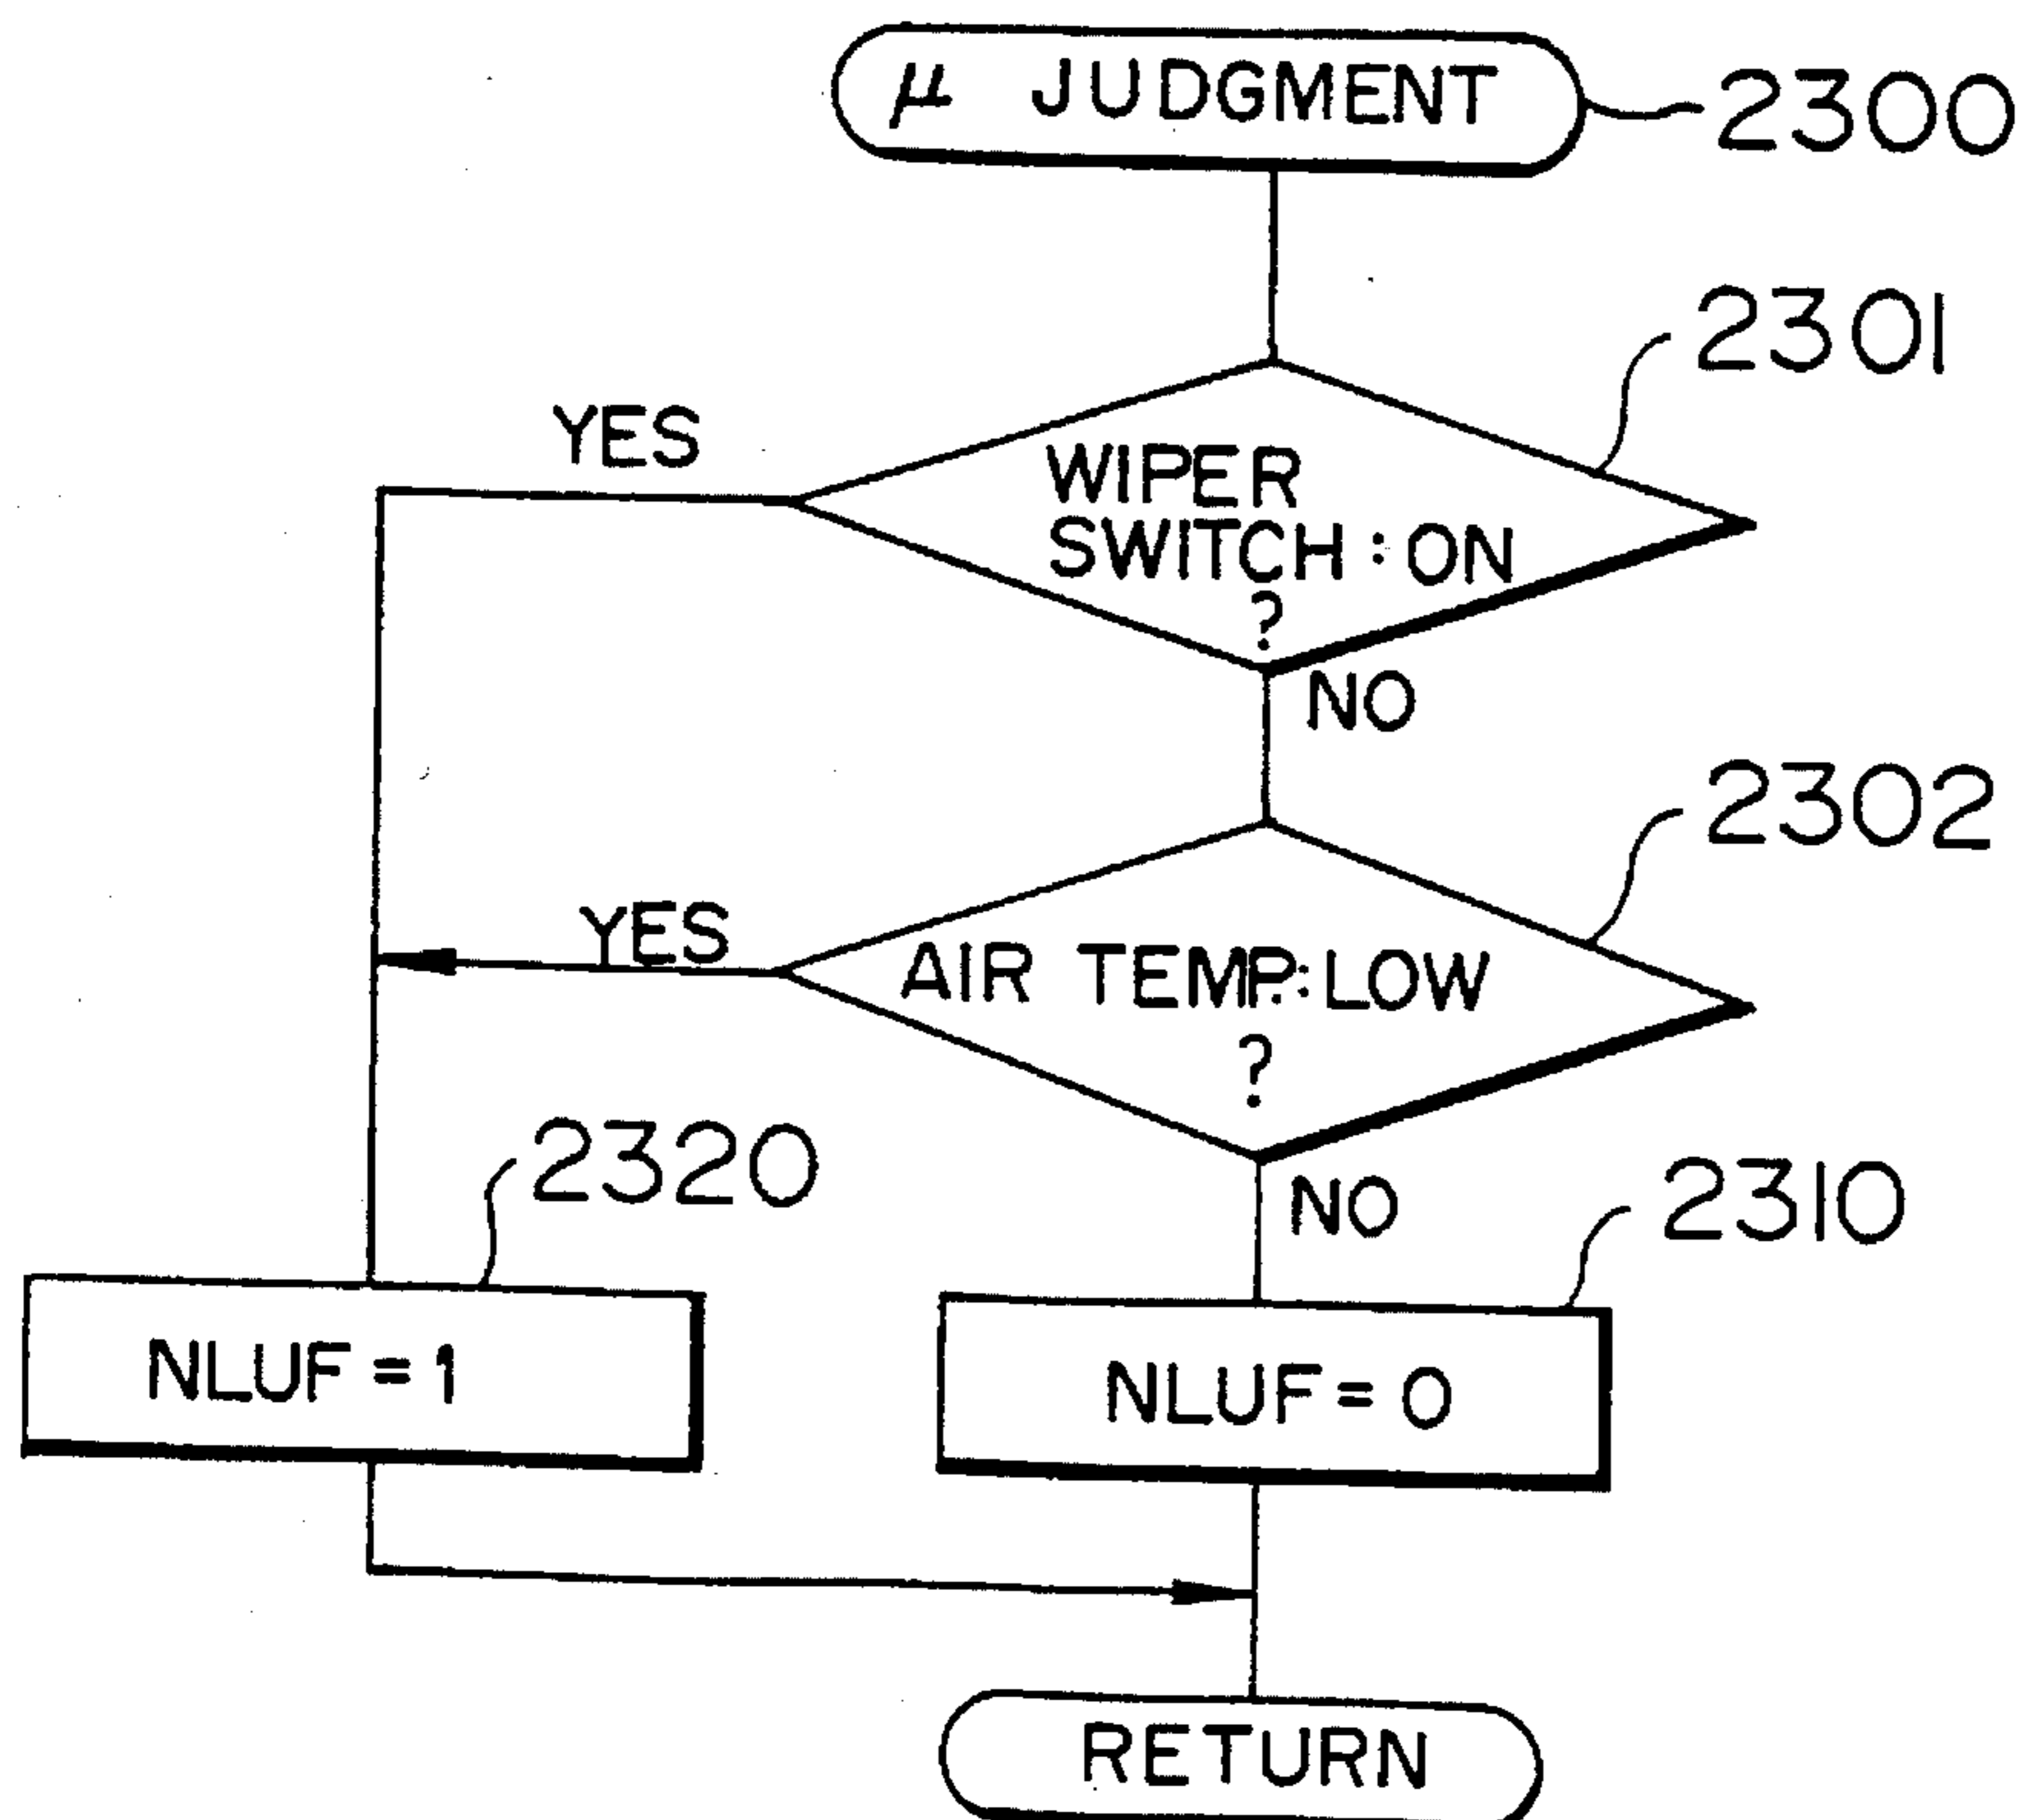 μ JUDGMENT
2300
2301
YES
WIPER
SWITCH : ON
?
NO
2302
YES
AIR TEMP.: LOW
?
2320
NO
2310
NLUF = 1
NLUF = 0
RETURN